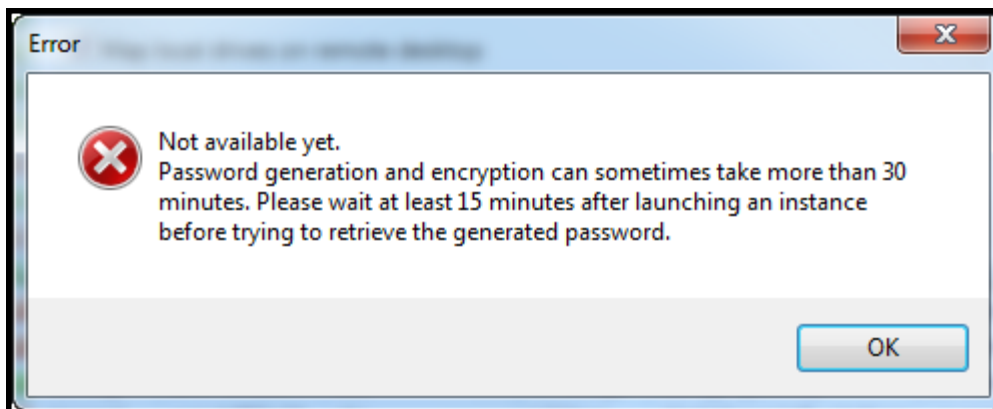 Error
Not available yet.
Password generation and encryption can sometimes take more than 30
minutes. Please wait at least 15 minutes after launching an instance
before trying to retrieve the generated password.
OK